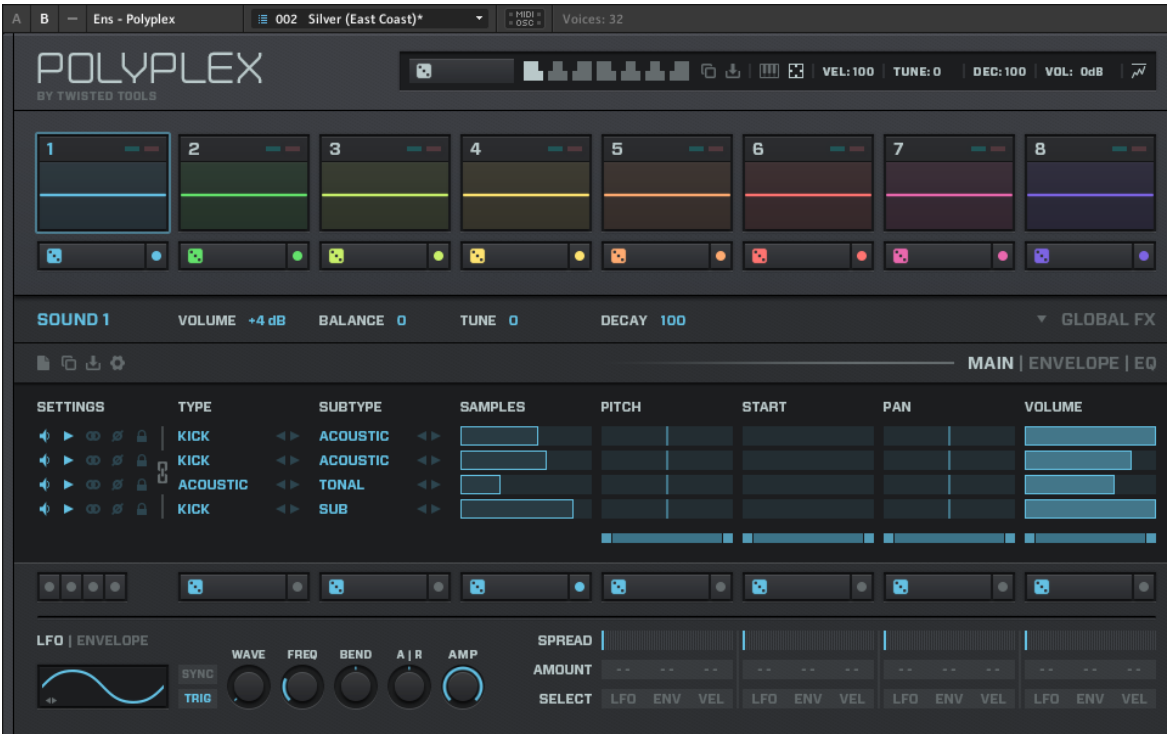 A B Ens - Polyplex 002 Silver (East Coast)* MIDI OSC Voices: 32
POLYPLEX
BY TWISTED TOOLS
VEL:100 TUNE:0 DEC:100 VOL: 0dB
1 2 3 4 5 6 7 8
SOUND 1 VOLUME +4 dB BALANCE 0 TUNE 0 DECAY 100 GLOBAL FX
MAIN | ENVELOPE | EQ
SETTINGS TYPE SUBTYPE SAMPLES PITCH START PAN VOLUME
KICK ACOUSTIC
KICK ACOUSTIC
ACOUSTIC TONAL
KICK SUB
LFO | ENVELOPE
WAVE FREQ BEND A|R AMP
SYNC
TRIG
SPREAD
AMOUNT -- -- -- -- -- -- -- --
SELECT LFO ENV VEL LFO ENV VEL LFO ENV VEL LFO ENV VEL